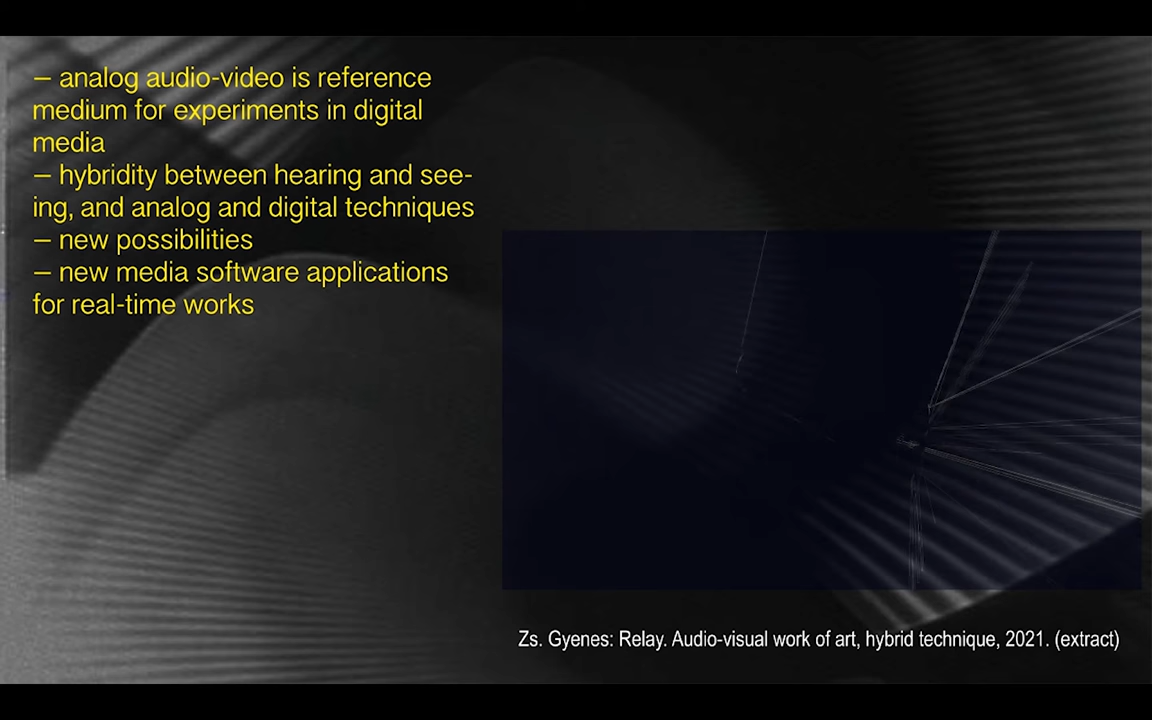 – analog audio-video is reference
medium for experiments in digital
media
– hybridity between hearing and see-
ing, and analog and digital techniques
– new possibilities
– new media software applications
for real-time works
Zs. Gyenes: Relay. Audio-visual work of art, hybrid technique, 2021. (extract)